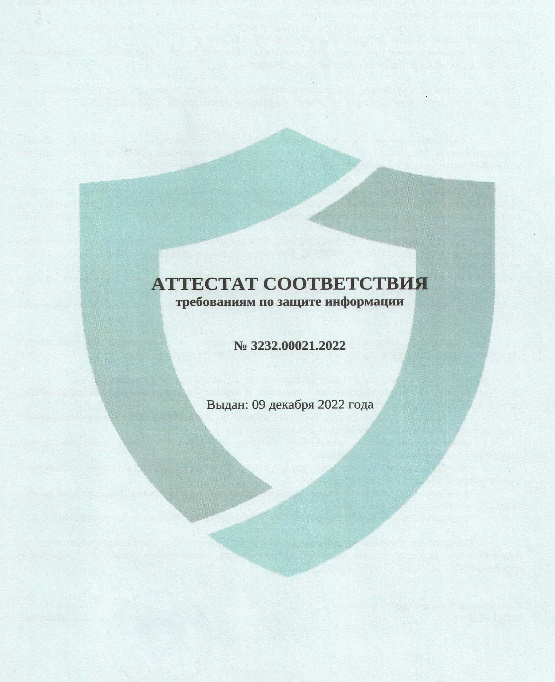 АТТЕСТАТ СООТВЕТСТВИЯ
требованиям по защите информации
№ 3232.00021.2022
Выдан: 09 декабря 2022 года